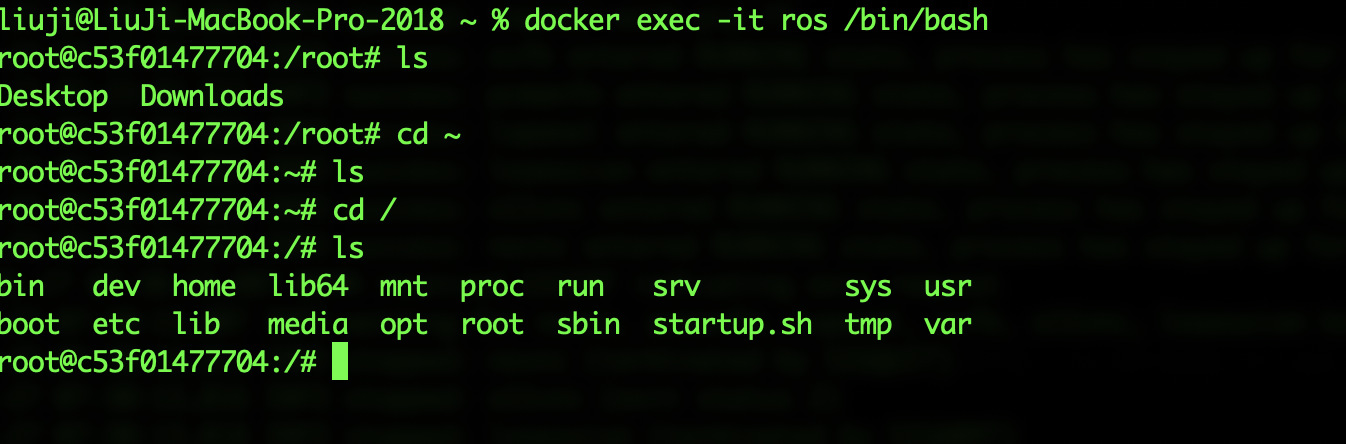 liuji@LiuJi-MacBook-Pro-2018 ~ % docker exec -it ros /bin/bash
root@c53f01477704:/root# ls
Desktop  Downloads
root@c53f01477704:/root# cd ~
root@c53f01477704:~# ls
root@c53f01477704:~# cd /
root@c53f01477704:/# ls
bin   dev  home  lib64  mnt  proc  run   srv         sys  usr
boot  etc  lib   media  opt  root  sbin  startup.sh  tmp  var
root@c53f01477704:/#